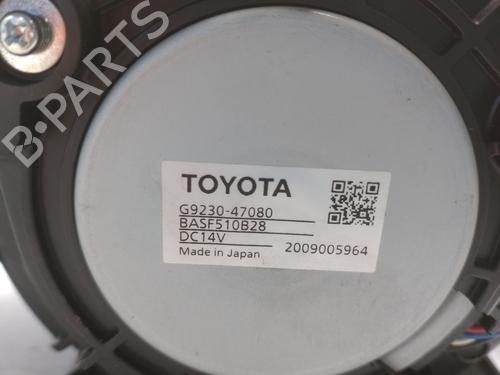 B-PARTS
TOYOTA
G9230-47080
BASF510B28
DC14V
Made in Japan 2009005964